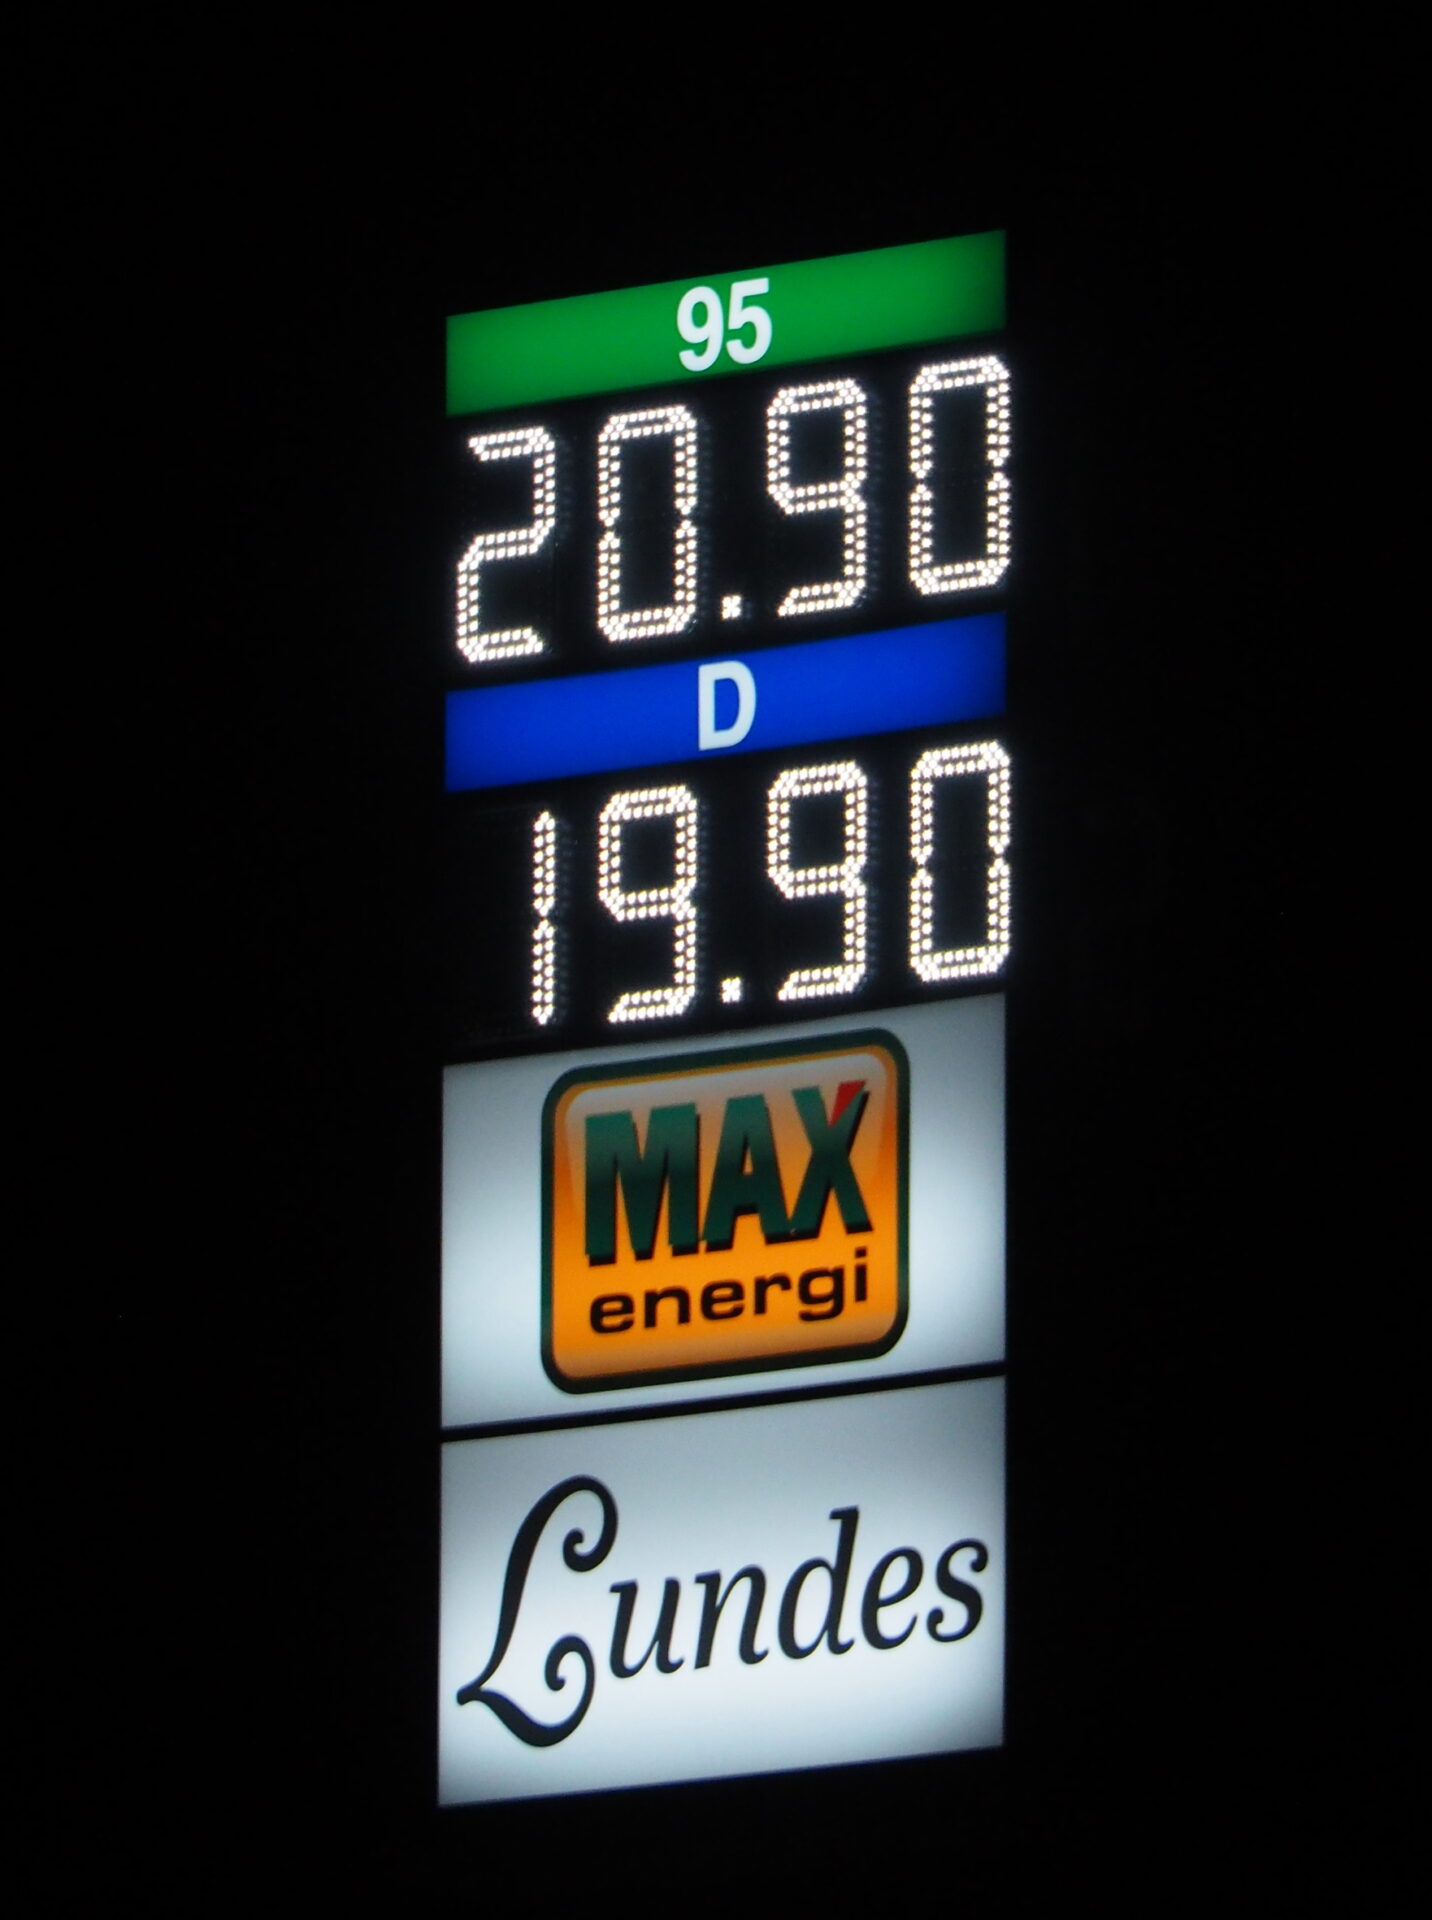 95
20.90
D
19.90
MAX
energi
Lundes